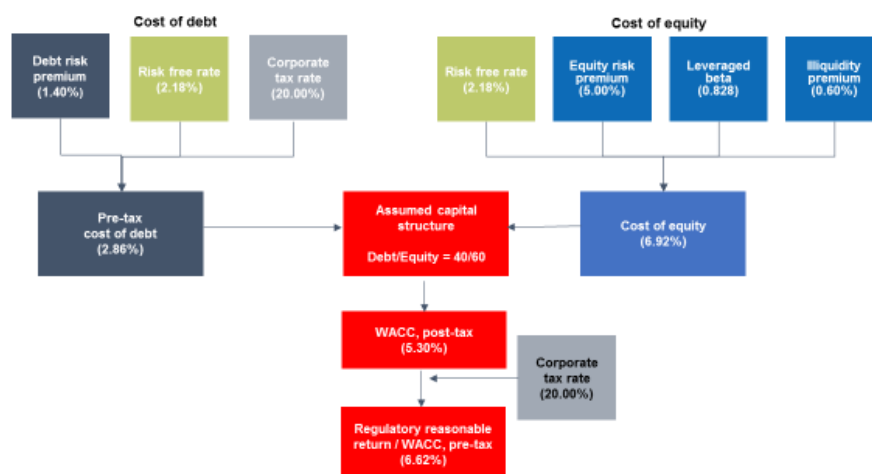 Cost of debt
Cost of equity
Debt risk
premium
(1.40%)
Risk free rate
(2.18%)
Corporate
tax rate
(20.00%)
Risk free rate
(2.18%)
Equity risk
premium
(5.00%)
Leveraged
beta
(0.828)
Illiquidity
premium
(0.60%)
Pre-tax
cost of debt
(2.86%)
Assumed capital
structure
Debt/Equity = 40/60
Cost of equity
(6.92%)
WACC, post-tax
(5.30%)
Corporate
tax rate
(20.00%)
Regulatory reasonable
return / WACC, pre-tax
(6.62%)